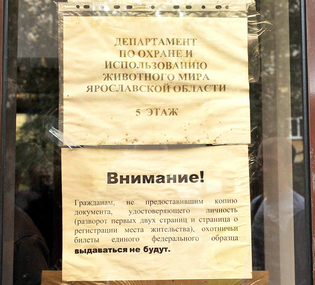 ДЕПАРТАМЕНТ
ПО ОХРАНЕ И
ИСПОЛЬЗОВАНИЮ
ЖИВОТНОГО МИРА
ЯРОСЛАВСКОЙ ОБЛАСТИ
5 ЭТАЖ
Внимание!
Гражданам, не предоставившим копию
документа, удостоверяющего личность
(разворот первых двух страниц и страница о
регистрации места жительства), охотничьи
билеты единого федерального образца
выдаваться не будут.